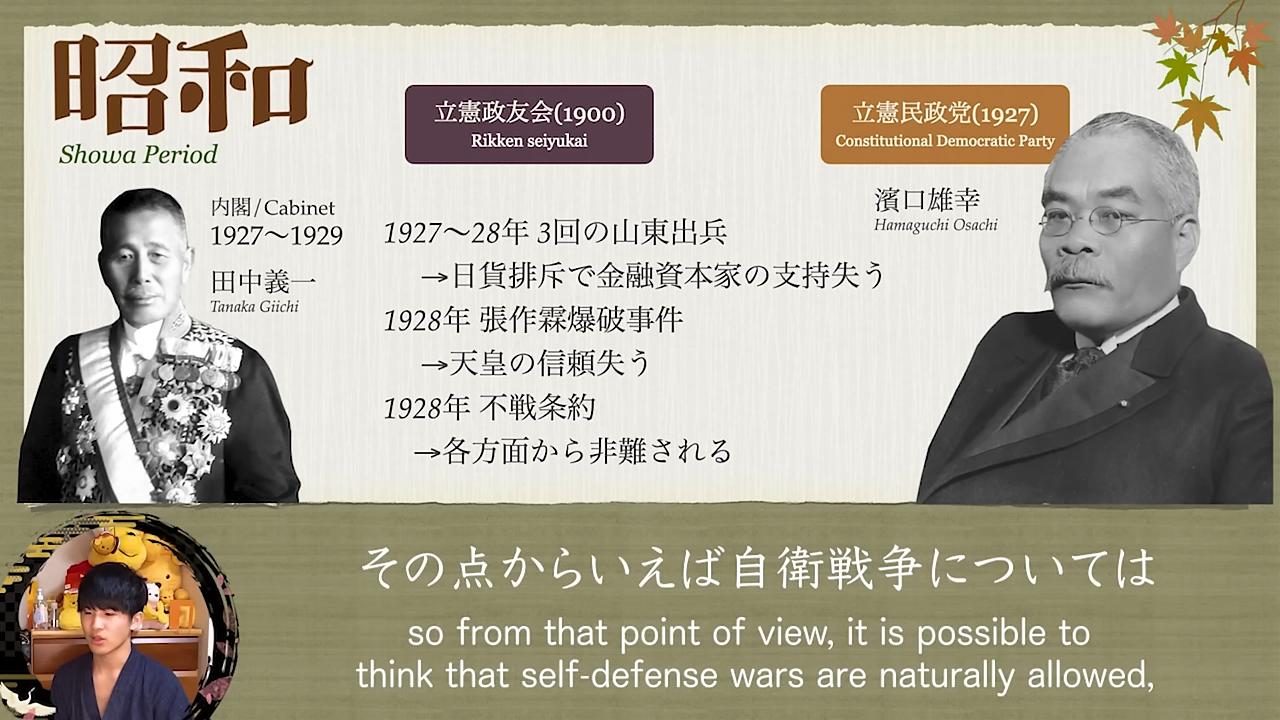 昭和
Showa Period
立憲政友会(1900)
Rikken seiyukai
立憲民政党(1927)
Constitutional Democratic Party
内閣/Cabinet
1927〜1929
田中義一
Tanaka Giichi
濱口雄幸
Hamaguchi Osachi
1927〜28年 3回の山東出兵
→日貨排斥で金融資本家の支持失う
1928年 張作霖爆破事件
→天皇の信頼失う
1928年 不戦条約
→各方面から非難される
その点からいえば自衛戦争については
so from that point of view, it is possible to
think that self-defense wars are naturally allowed,